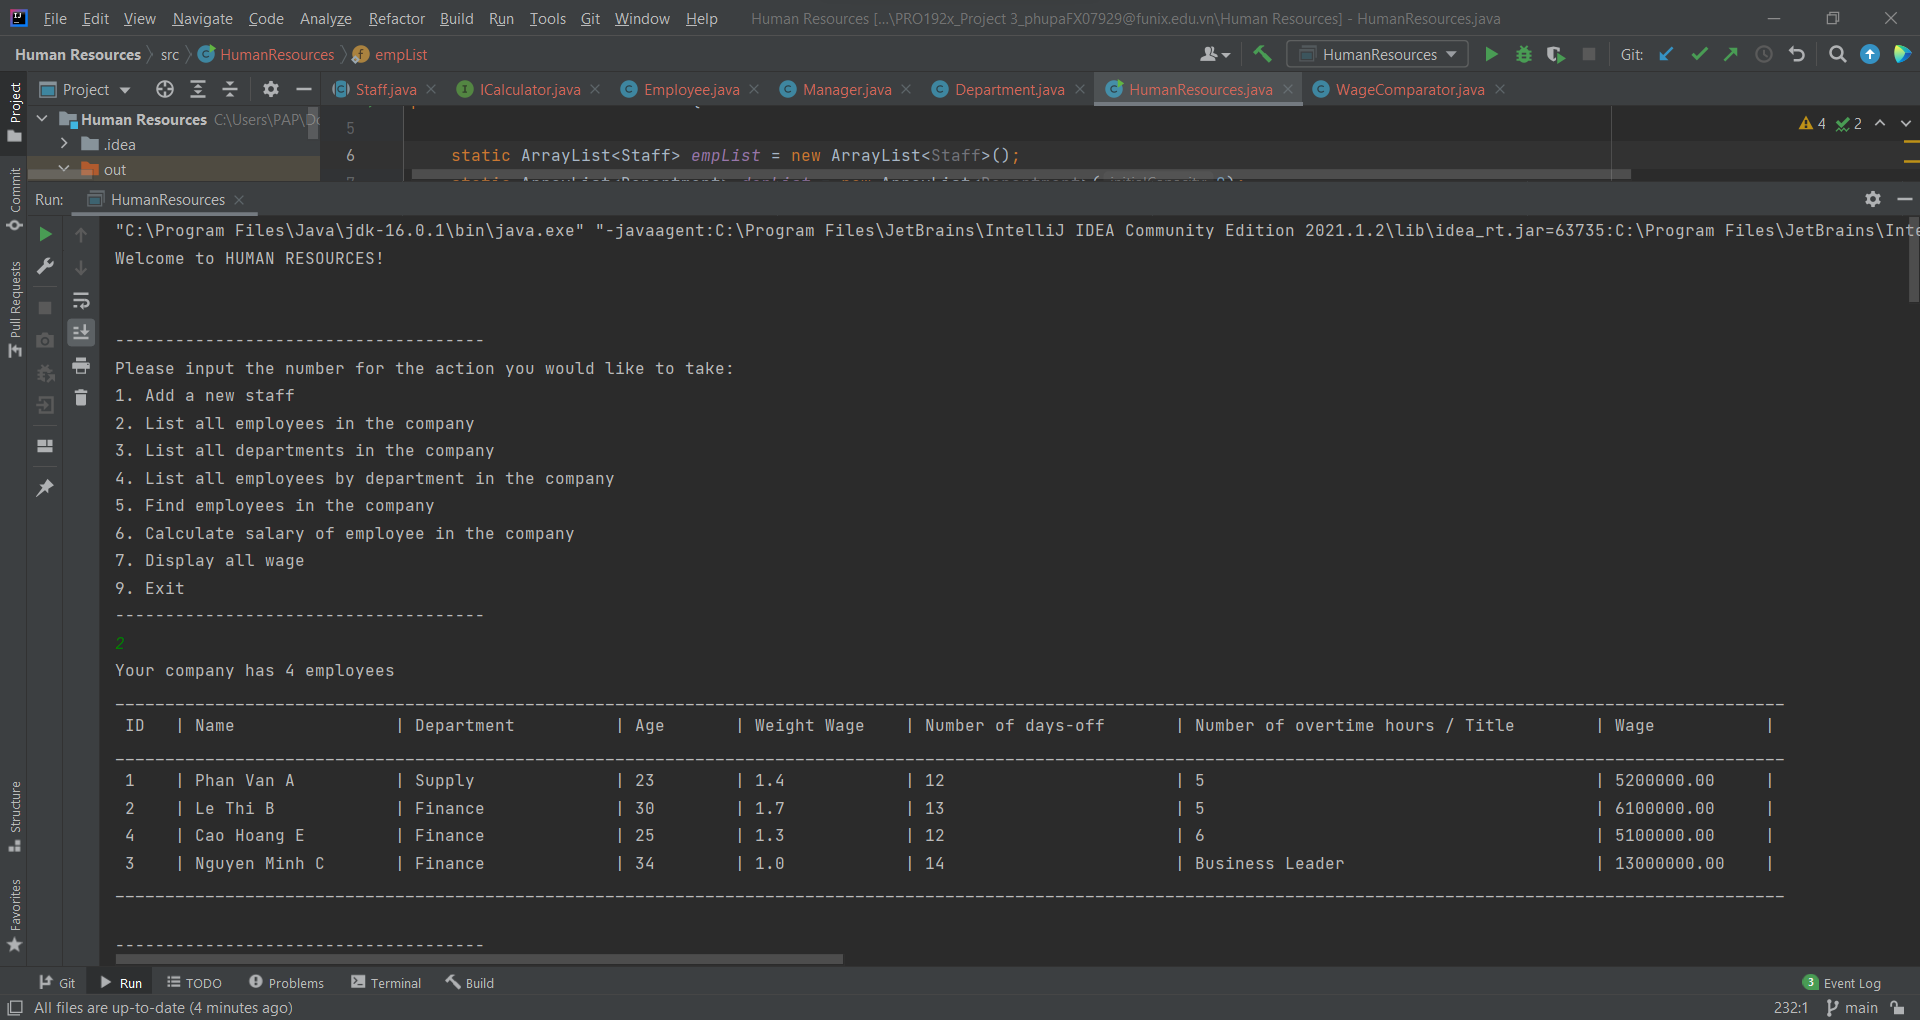 File Edit View Navigate Code Analyze Refactor Build Run Tools Git Window Help Human Resources [...\PRO192x_Project 3_phupaFX07929@funix.edu.vn\Human Resources] - HumanResources.java
Human Resources src HumanResources empList HumanResources Git:
Project Staff.java ICalculator.java Employee.java Manager.java Department.java HumanResources.java WageComparator.java
Human Resources C:\Users\PAP\Do
.idea
out
5
6 static ArrayList<Staff> empList = new ArrayList<Staff>();
4 2
Project
Commit
Pull Requests
Structure
Favorites
Run: HumanResources
"C:\Program Files\Java\jdk-16.0.1\bin\java.exe" "-javaagent:C:\Program Files\JetBrains\IntelliJ IDEA Community Edition 2021.1.2\lib\idea_rt.jar=63735:C:\Program Files\JetBrains\Inte
Welcome to HUMAN RESOURCES!
-------------------------------------
Please input the number for the action you would like to take:
1. Add a new staff
2. List all employees in the company
3. List all departments in the company
4. List all employees by department in the company
5. Find employees in the company
6. Calculate salary of employee in the company
7. Display all wage
9. Exit
-------------------------------------
2
Your company has 4 employees
ID | Name | Department | Age | Weight Wage | Number of days-off | Number of overtime hours / Title | Wage |
1 | Phan Van A | Supply | 23 | 1.4 | 12 | 5 | 5200000.00 |
2 | Le Thi B | Finance | 30 | 1.7 | 13 | 5 | 6100000.00 |
4 | Cao Hoang E | Finance | 25 | 1.3 | 12 | 6 | 5100000.00 |
3 | Nguyen Minh C | Finance | 34 | 1.0 | 14 | Business Leader | 13000000.00 |
-------------------------------------
Git Run TODO Problems Terminal Build 3 Event Log
All files are up-to-date (4 minutes ago) 232:1 main